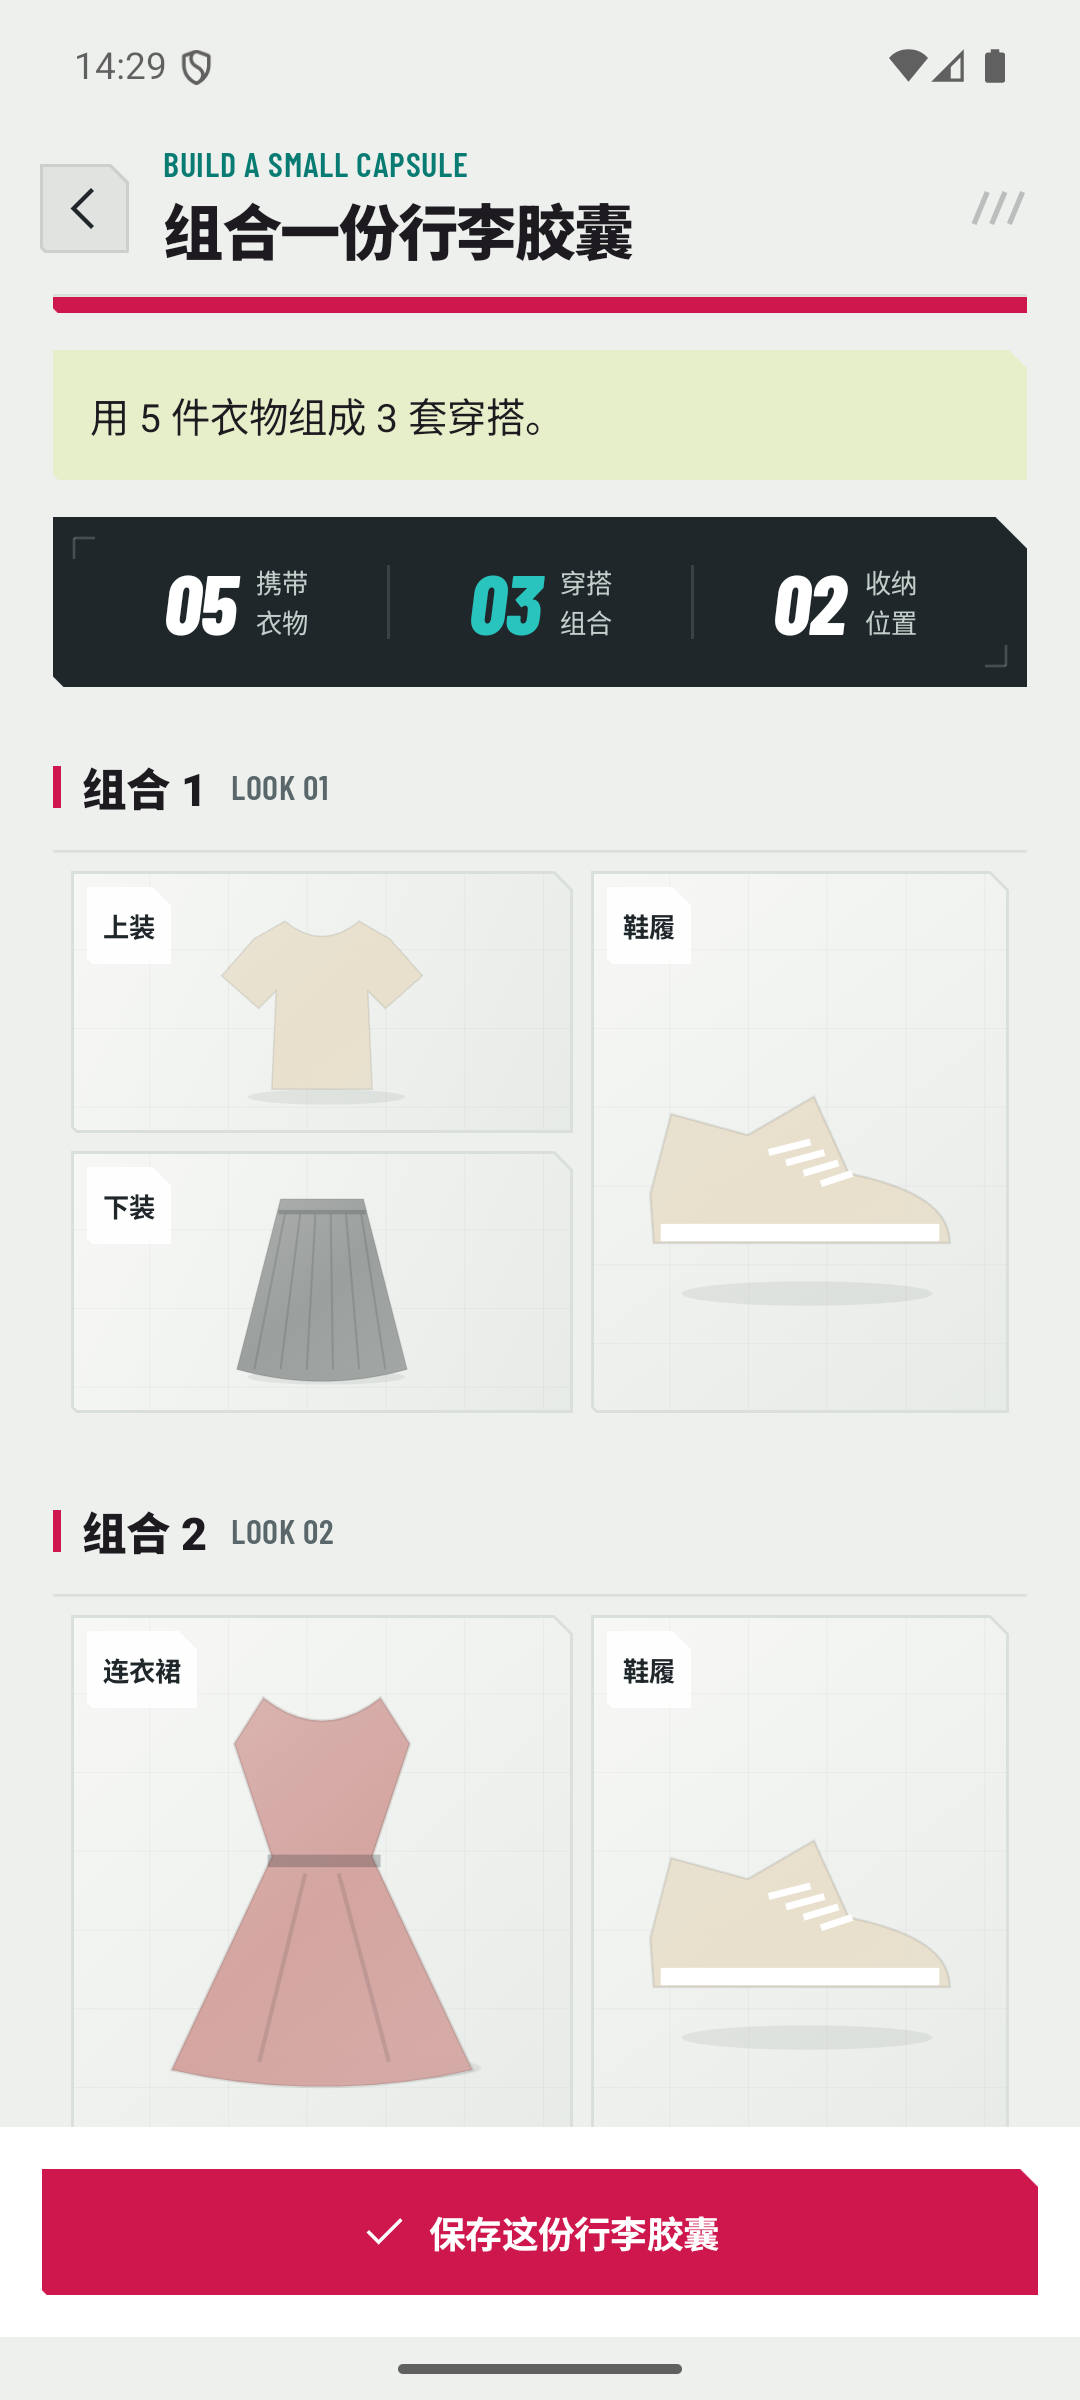 14:29
BUILD A SMALL CAPSULE
组合一份行李胶囊
用 5 件衣物组成 3 套穿搭。
05 携带衣物
03 穿搭组合
02 收纳位置
组合 1 LOOK 01
上装
鞋履
下装
组合 2 LOOK 02
连衣裙
鞋履
保存这份行李胶囊